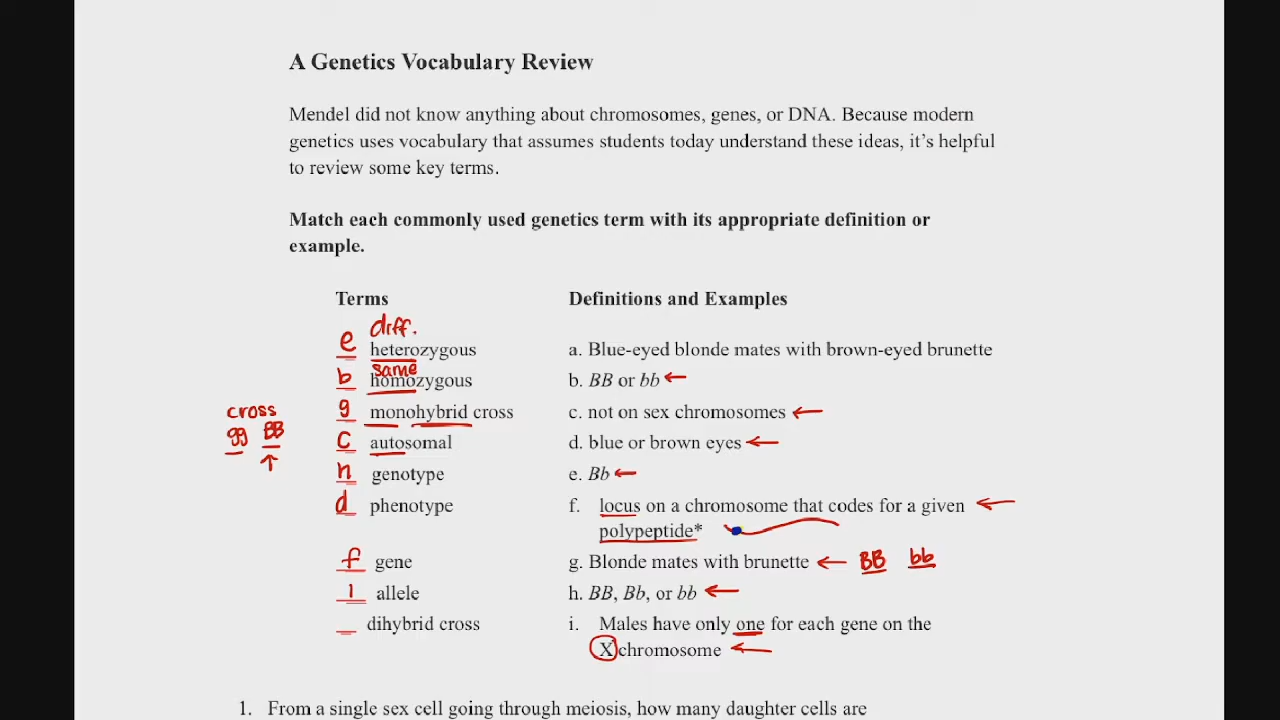 A Genetics Vocabulary Review
Mendel did not know anything about chromosomes, genes, or DNA. Because modern
genetics uses vocabulary that assumes students today understand these ideas, it's helpful
to review some key terms.
Match each commonly used genetics term with its appropriate definition or
example.
Terms Definitions and Examples
diff.
e heterozygous a. Blue-eyed blonde mates with brown-eyed brunette
same
b homozygous b. BB or bb
cross g monohybrid cross c. not on sex chromosomes
gg BB c autosomal d. blue or brown eyes
h genotype e. Bb
d phenotype f. locus on a chromosome that codes for a given
polypeptide*
f gene g. Blonde mates with brunette BB bb
i allele h. BB, Bb, or bb
_ dihybrid cross i. Males have only one for each gene on the
X chromosome
1. From a single sex cell going through meiosis, how many daughter cells are